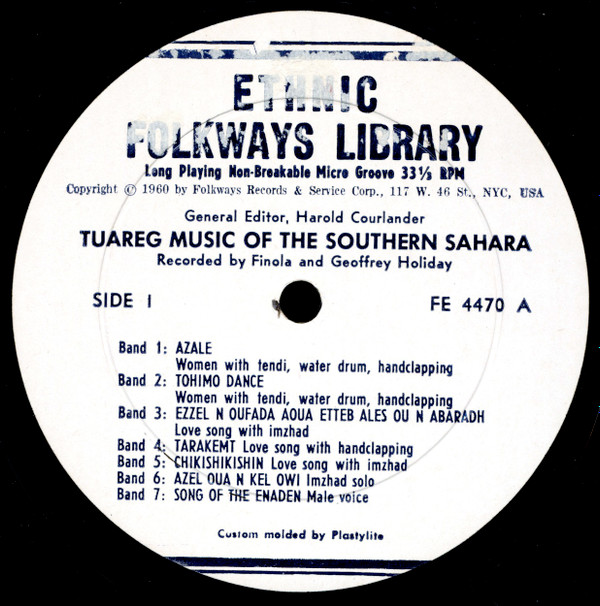 ETHNIC
FOLKWAYS LIBRARY
Long Playing Non-Breakable Micro Groove 33⅓ RPM
Copyright © 1960 by Folkways Records & Service Corp., 117 W. 46 St., NYC, USA
General Editor, Harold Courlander
TUAREG MUSIC OF THE SOUTHERN SAHARA
Recorded by Finola and Geoffrey Holiday
SIDE I FE 4470 A
Band 1: AZALE
Women with tendi, water drum, handclapping
Band 2: TOHIMO DANCE
Women with tendi, water drum, handclapping
Band 3: EZZEL N OUFADA AOUA ETTEB ALES OU N ABARADH
Love song with imzhad
Band 4: TARAKEMT Love song with handclapping
Band 5: CHIKISHIKISHIN Love song with imzhad
Band 6: AZEL OUA N KEL OWI Imzhad solo
Band 7: SONG OF THE ENADEN Male voice
Custom molded by Plastylite